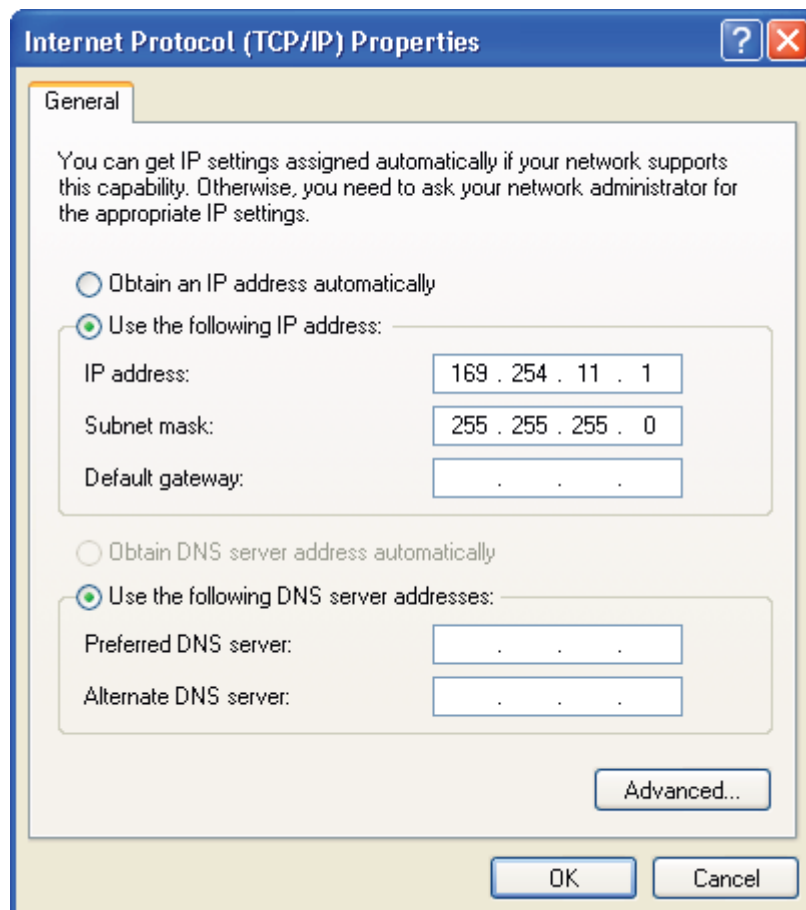 Internet Protocol (TCP/IP) Properties
General
You can get IP settings assigned automatically if your network supports
this capability. Otherwise, you need to ask your network administrator for
the appropriate IP settings.
Obtain an IP address automatically
Use the following IP address:
IP address: 169 . 254 . 11 . 1
Subnet mask: 255 . 255 . 255 . 0
Default gateway: . . .
Obtain DNS server address automatically
Use the following DNS server addresses:
Preferred DNS server: . . .
Alternate DNS server: . . .
Advanced...
OK Cancel